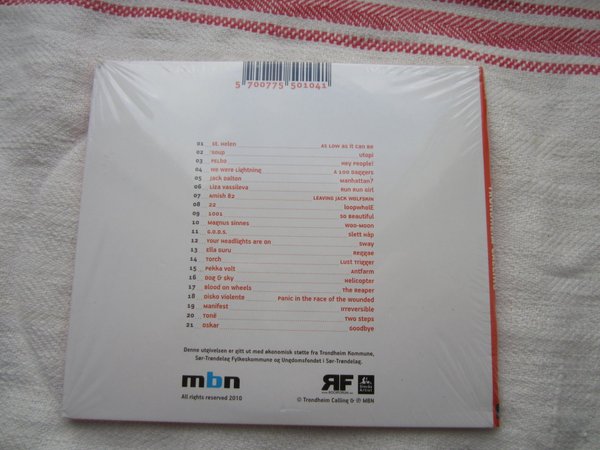 5 700775 501041
01 St. Helen As Low As It Can Be
02 Soup Utopi
03 Pelbo Hey People!
04 We Were Lightning A 100 Daggers
05 Jack Dalton Manhattan?
06 Liza Vassileva Run Run Girl
07 Amish 82 Leaving Jack Wolfskin
08 22 LoopwholE
09 1001 So Beautiful
10 Magnus Sinnes Woo-Moon
11 G.O.D.S. Slett Håp
12 Your Headlights Are On Sway
13 Ella Guru Reggae
14 Torch Lust Trigger
15 Pekka Volt Antfarm
16 Dog & Sky Helicopter
17 Blood On Wheels The Reaper
18 Disko Violente Panic In The Face Of The Wounded
19 Manifest Irreversible
20 Tonë Two Steps
21 Oskar Goodbye
Denne utgivelsen er gitt ut med økonomisk støtte fra Trondheim Kommune,
Sør-Trøndelag Fylkeskommune og Ungdomsfondet i Sør-Trøndelag.
mbn RF
All rights reserved 2010
© Trondheim Calling & ℗ MBN